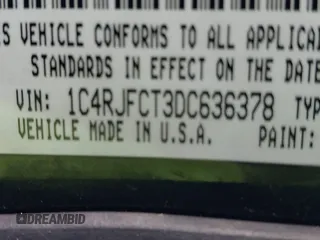 S VEHICLE CONFORMS TO ALL APPLICA
STANDARDS IN EFFECT ON THE DATE
VIN: 1C4RJFCT3DC636378 TYP
VEHICLE MADE IN U.S.A. PAINT:
DREAMBID